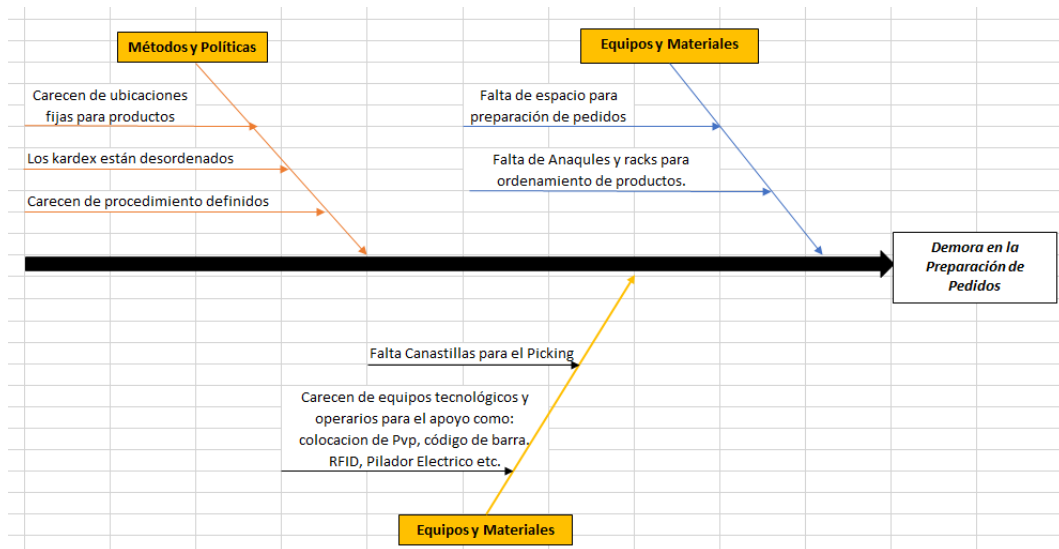 Métodos y Políticas
Carecen de ubicaciones
fijas para productos
Los kardex están desordenados
Carecen de procedimiento definidos
Equipos y Materiales
Falta de espacio para
preparación de pedidos
Falta de Anaqules y racks para
ordenamiento de productos.
Demora en la
Preparación de
Pedidos
Falta Canastillas para el Picking
Carecen de equipos tecnológicos y
operarios para el apoyo como:
colocacion de Pvp, código de barra.
RFID, Pilador Electrico etc.
Equipos y Materiales